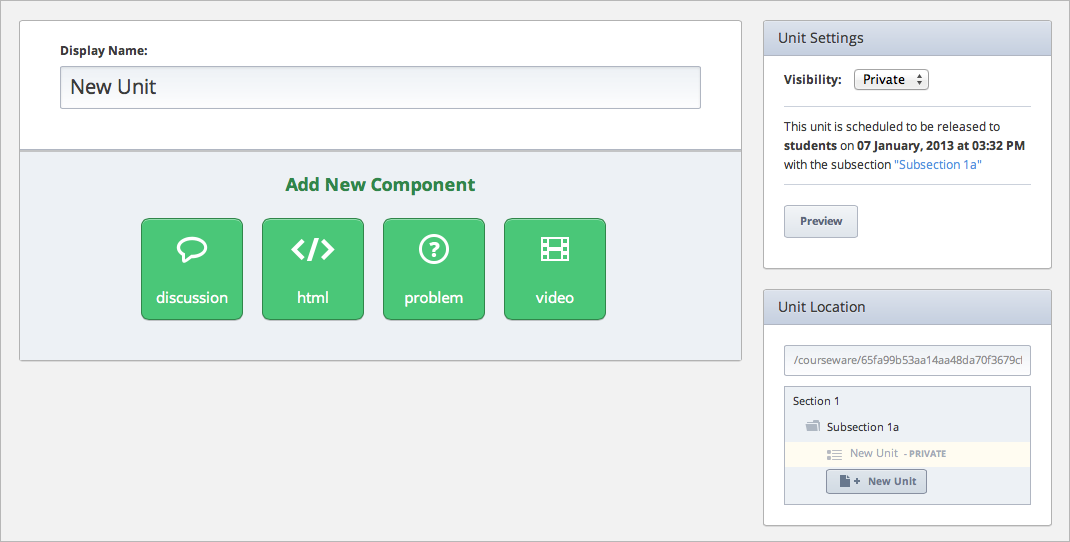 Display Name:
New Unit
Add New Component
discussion
html
problem
video
Unit Settings
Visibility: Private
This unit is scheduled to be released to
students on 07 January, 2013 at 03:32 PM
with the subsection "Subsection 1a"
Preview
Unit Location
/courseware/65fa99b53aa14aa48da70f3679c
Section 1
Subsection 1a
New Unit - PRIVATE
+ New Unit